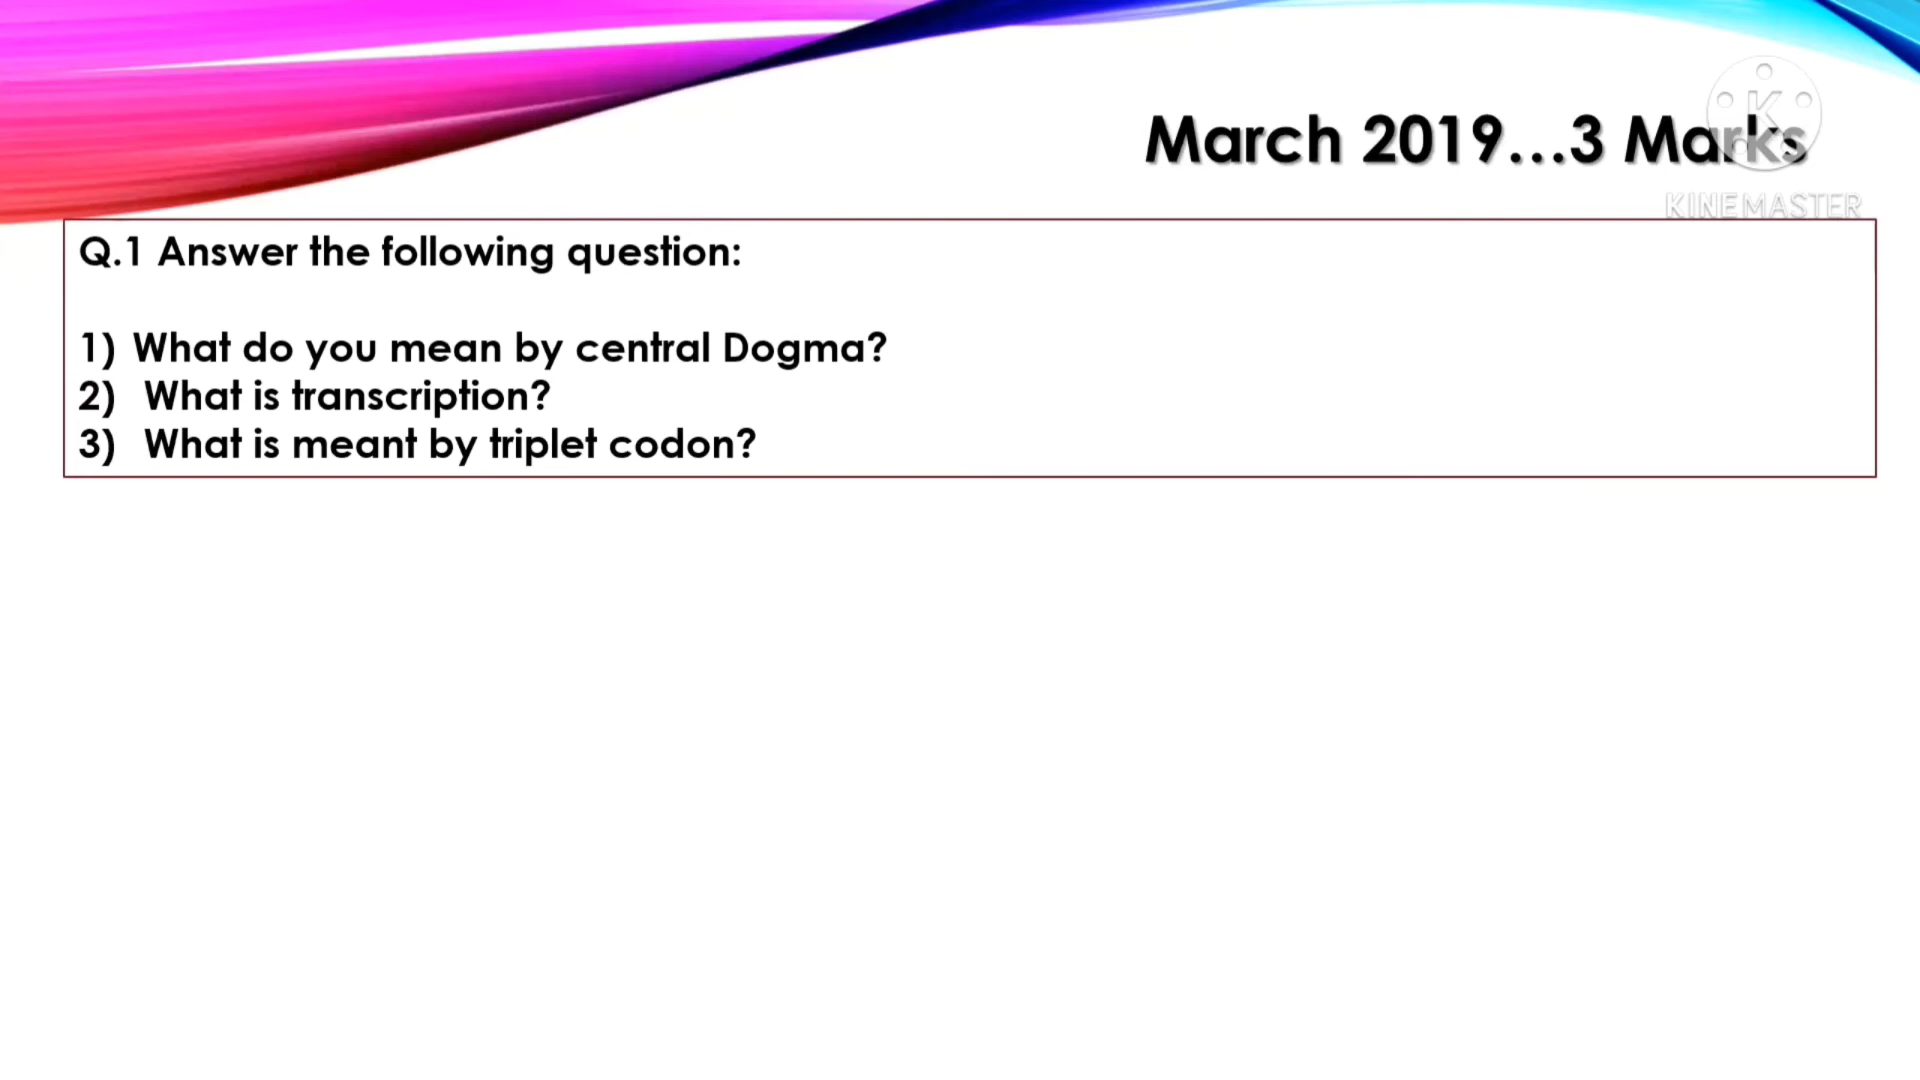 March 2019...3 Marks
KINEMASTER
Q.1 Answer the following question:
1) What do you mean by central Dogma?
2) What is transcription?
3) What is meant by triplet codon?